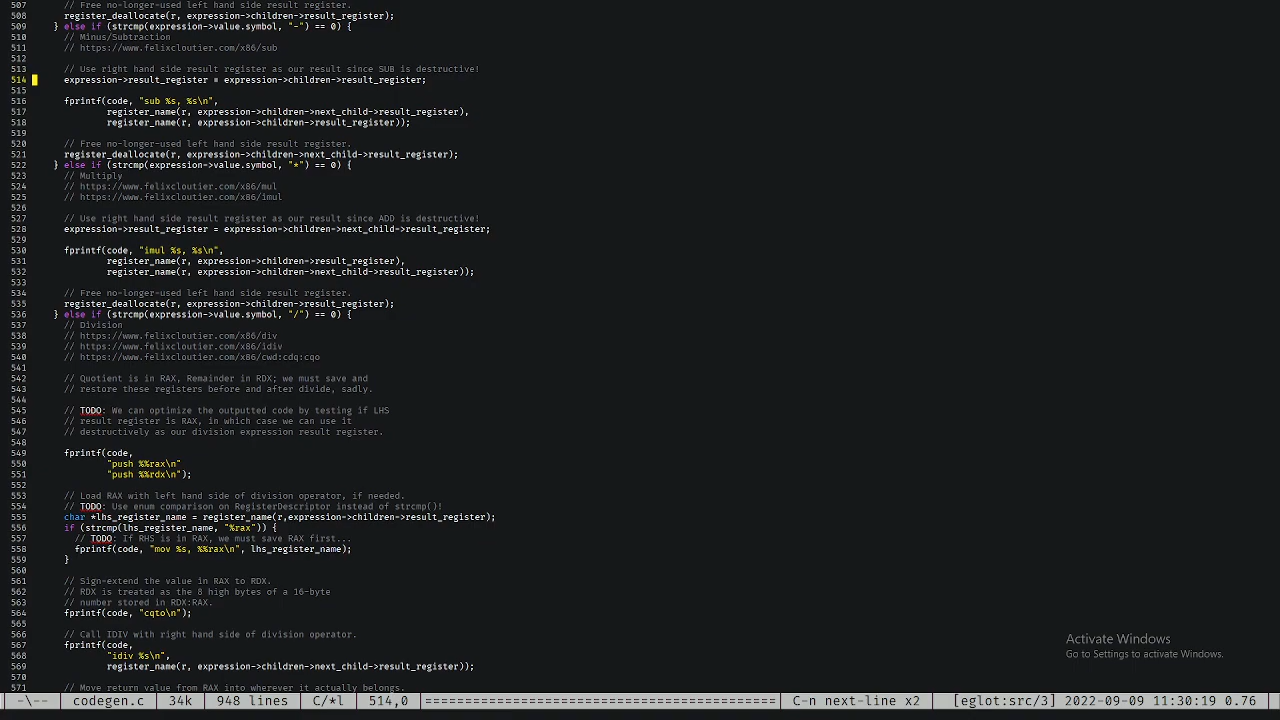 507 // Free no-longer-used left hand side result register.
508 register_deallocate(r, expression->children->result_register);
509 } else if (strcmp(expression->value.symbol, "-") == 0) {
510 // Minus/Subtraction
511 // https://www.felixcloutier.com/x86/sub
512
513 // Use right hand side result register as our result since SUB is destructive!
514 expression->result_register = expression->children->result_register;
515
516 fprintf(code, "sub %s, %s\n",
517 register_name(r, expression->children->next_child->result_register),
518 register_name(r, expression->children->result_register));
519
520 // Free no-longer-used left hand side result register.
521 register_deallocate(r, expression->children->next_child->result_register);
522 } else if (strcmp(expression->value.symbol, "*") == 0) {
523 // Multiply
524 // https://www.felixcloutier.com/x86/mul
525 // https://www.felixcloutier.com/x86/imul
526
527 // Use right hand side result register as our result since ADD is destructive!
528 expression->result_register = expression->children->next_child->result_register;
529
530 fprintf(code, "imul %s, %s\n",
531 register_name(r, expression->children->result_register),
532 register_name(r, expression->children->next_child->result_register));
533
534 // Free no-longer-used left hand side result register.
535 register_deallocate(r, expression->children->result_register);
536 } else if (strcmp(expression->value.symbol, "/") == 0) {
537 // Division
538 // https://www.felixcloutier.com/x86/div
539 // https://www.felixcloutier.com/x86/idiv
540 // https://www.felixcloutier.com/x86/cwd:cdq:cqo
541
542 // Quotient is in RAX, Remainder in RDX; we must save and
543 // restore these registers before and after divide, sadly.
544
545 // TODO: We can optimize the outputted code by testing if LHS
546 // result register is RAX, in which case we can use it
547 // destructively as our division expression result register.
548
549 fprintf(code,
550 "push %%rax\n"
551 "push %%rdx\n");
552
553 // Load RAX with left hand side of division operator, if needed.
554 // TODO: Use enum comparison on RegisterDescriptor instead of strcmp()!
555 char *lhs_register_name = register_name(r,expression->children->result_register);
556 if (strcmp(lhs_register_name, "%rax")) {
557 // TODO: If RHS is in RAX, we must save RAX first...
558 fprintf(code, "mov %s, %%rax\n", lhs_register_name);
559 }
560
561 // Sign-extend the value in RAX to RDX.
562 // RDX is treated as the 8 high bytes of a 16-byte
563 // number stored in RDX:RAX.
564 fprintf(code, "cqto\n");
565
566 // Call IDIV with right hand side of division operator.
567 fprintf(code,
568 "idiv %s\n",
569 register_name(r, expression->children->next_child->result_register));
570
571 // Move return value from RAX into wherever it actually belongs.
Activate Windows
Go to Settings to activate Windows.
-\-- codegen.c 34k 948 lines C/*l 514,0 ============================================ C-n next-line x2 [eglot:src/3] 2022-09-09 11:30:19 0.76